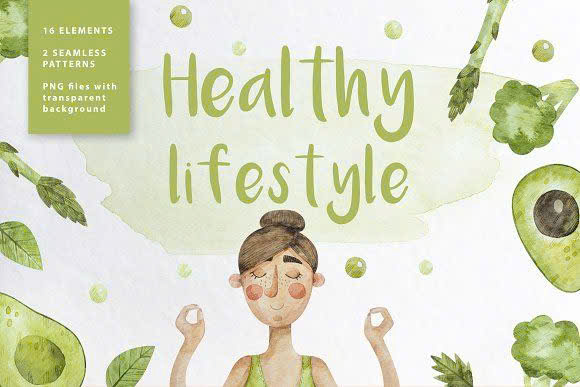 16 ELEMENTS
2 SEAMLESS
PATTERNS
PNG files with
transparent
background
Healthy
lifestyle